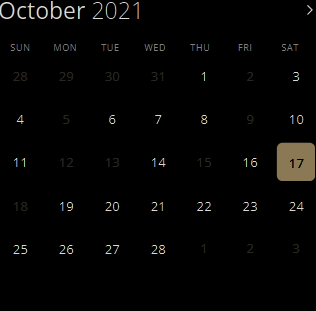 October 2021
SUN MON TUE WED THU FRI SAT
28 29 30 31 1 2 3
4 5 6 7 8 9 10
11 12 13 14 15 16 17
18 19 20 21 22 23 24
25 26 27 28 1 2 3